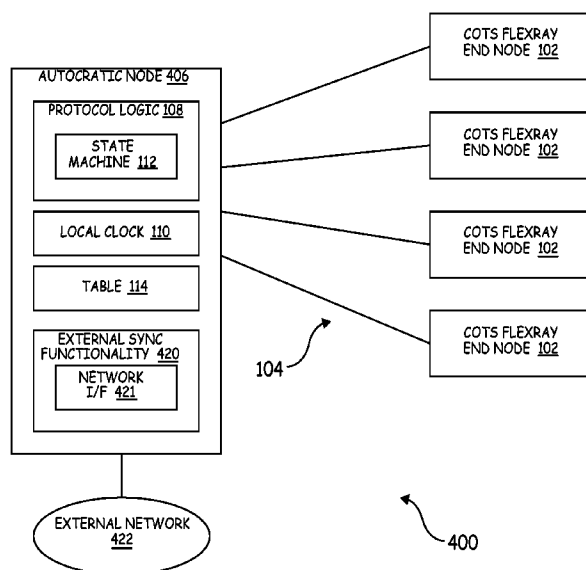 AUTOCRATIC NODE 406
PROTOCOL LOGIC 108
STATE
MACHINE 112
LOCAL CLOCK 110
TABLE 114
EXTERNAL SYNC
FUNCTIONALITY 420
NETWORK
I/F 421
EXTERNAL NETWORK
422
COTS FLEXRAY
END NODE 102
COTS FLEXRAY
END NODE 102
COTS FLEXRAY
END NODE 102
COTS FLEXRAY
END NODE 102
104
400